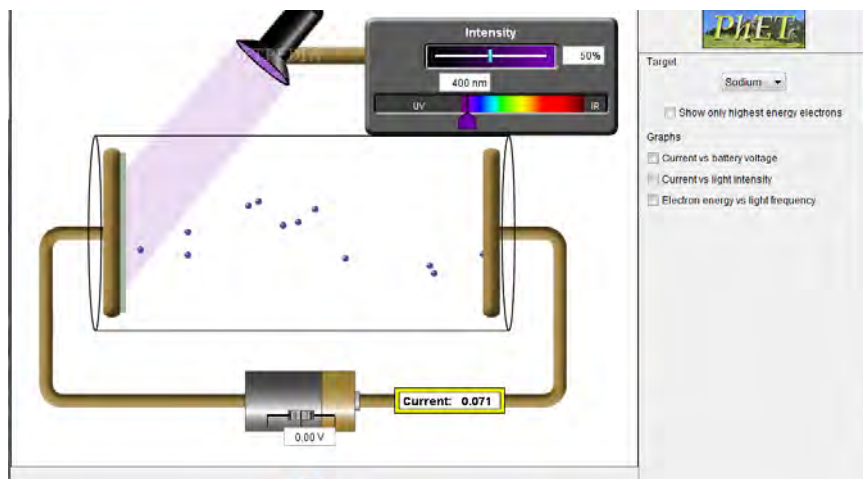 Intensity
50%
400 nm
UV
IR
PhET
Target
Sodium
Show only highest energy electrons
Graphs
Current vs battery voltage
Current vs light intensity
Electron energy vs light frequency
Current: 0.071
0.00 V